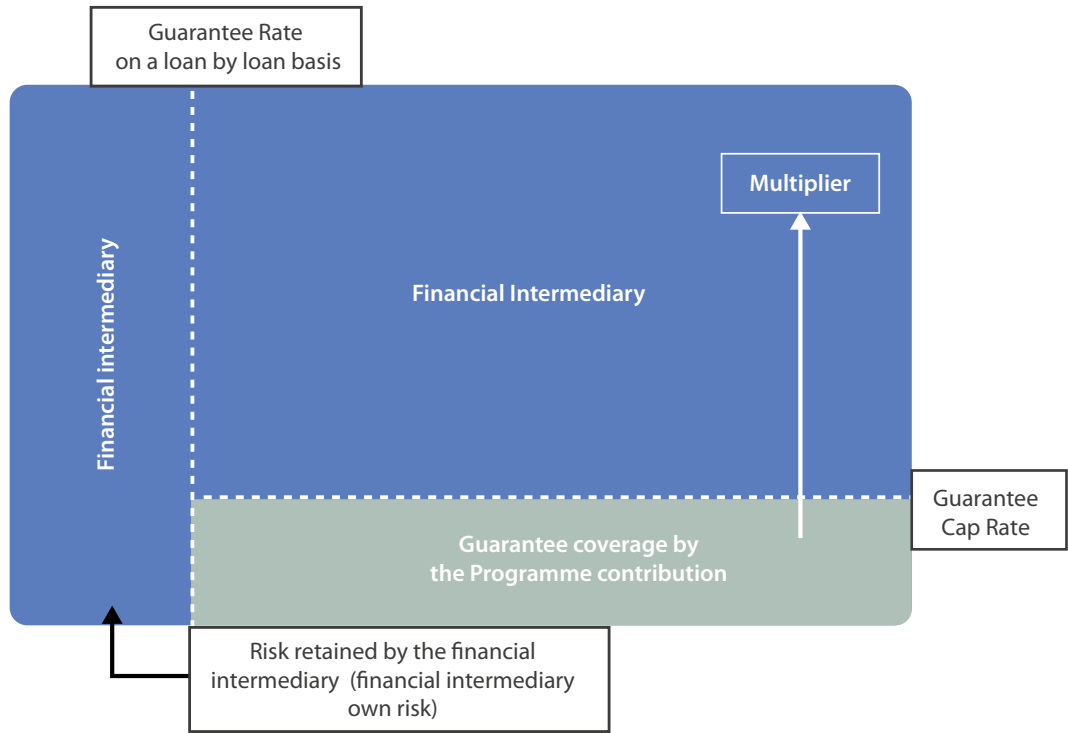 Guarantee Rate
on a loan by loan basis
Multiplier
Financial intermediary
Financial Intermediary
Guarantee
Cap Rate
Guarantee coverage by
the Programme contribution
Risk retained by the financial
intermediary (financial intermediary
own risk)